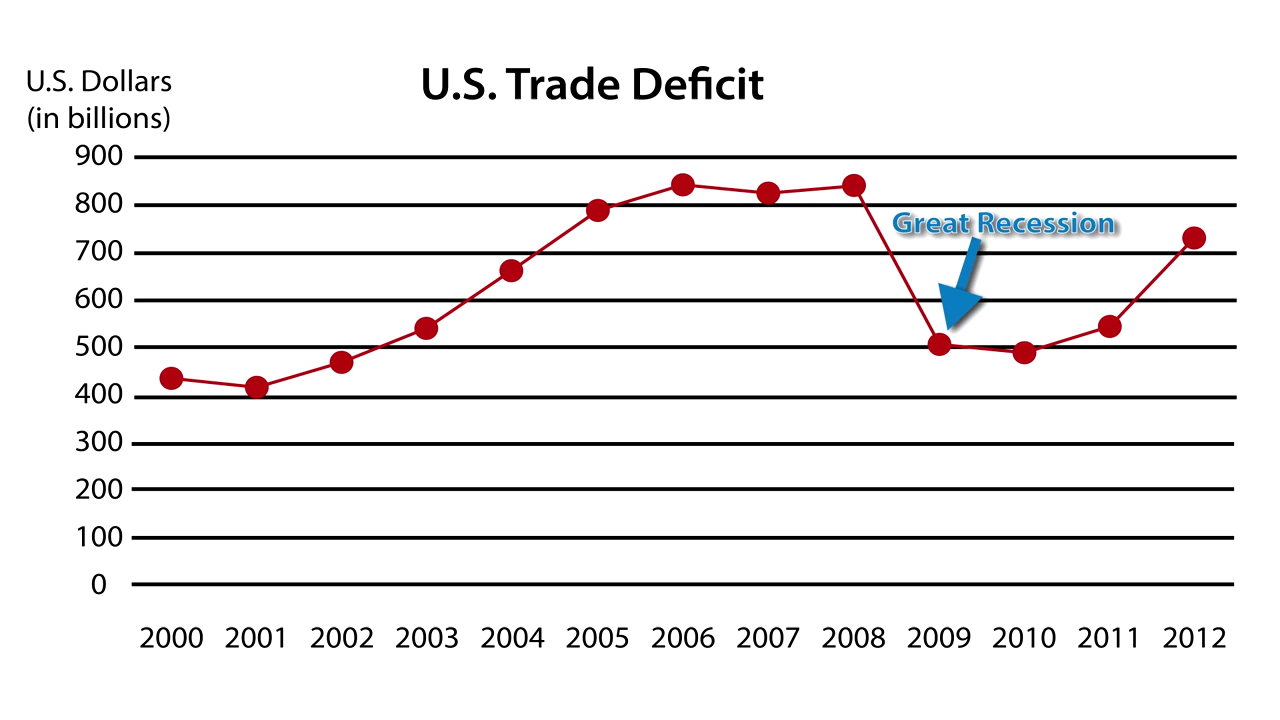 U.S. Trade Deficit
U.S. Dollars
(in billions)
900
800
Great Recession
700
600
500
400
300
200
100
0
2000 2001 2002 2003 2004 2005 2006 2007 2008 2009 2010 2011 2012